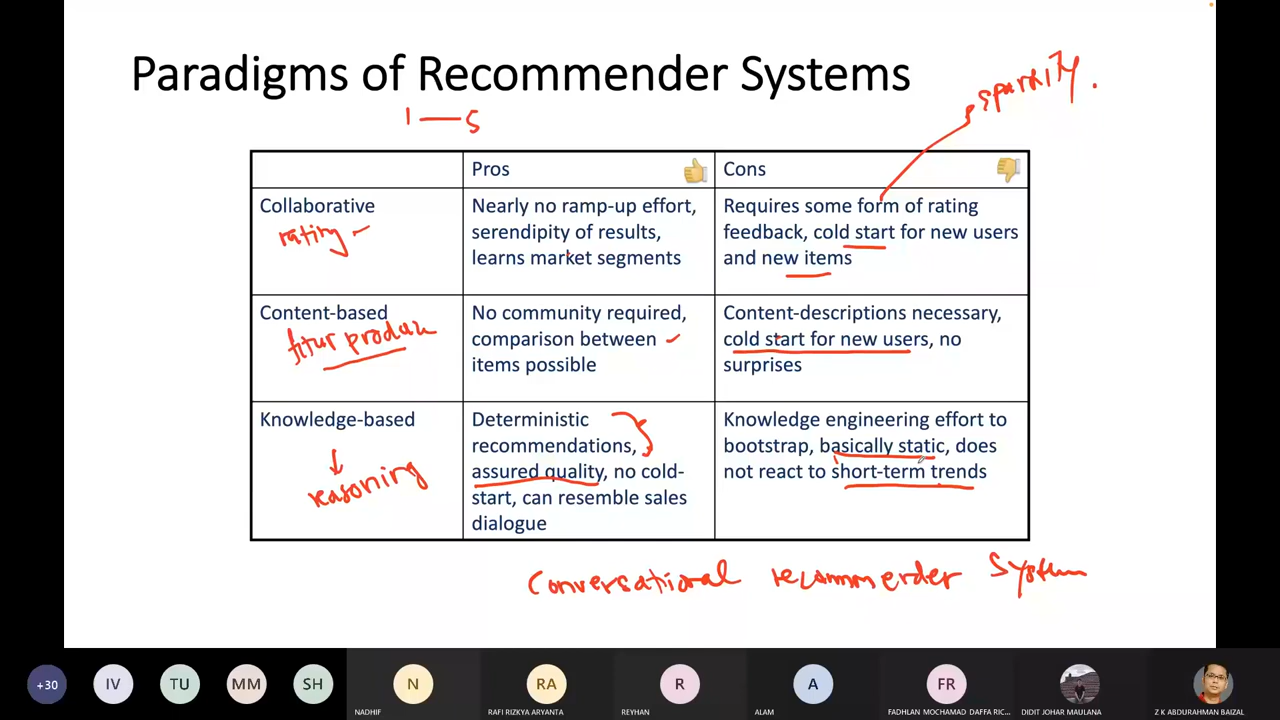 Paradigms of Recommender Systems
sparsity.
1 — 5
Pros
Cons
Collaborative
rating -
Nearly no ramp-up effort,
serendipity of results,
learns market segments
Requires some form of rating
feedback, cold start for new users
and new items
Content-based
fitur produk
No community required,
comparison between
items possible
Content-descriptions necessary,
cold start for new users, no
surprises
Knowledge-based
reasoning
Deterministic
recommendations,
assured quality, no cold-
start, can resemble sales
dialogue
Knowledge engineering effort to
bootstrap, basically static, does
not react to short-term trends
Conversational recommender System
+30
IV
TU
MM
SH
N
RA
R
A
FR
NADHIF
RAFI RIZKYA ARYANTA
REYHAN
ALAM
FADHLAN MOCHAMAD DAFFA RIC...
DIDIT JOHAR MAULANA
Z K ABDURAHMAN BAIZAL